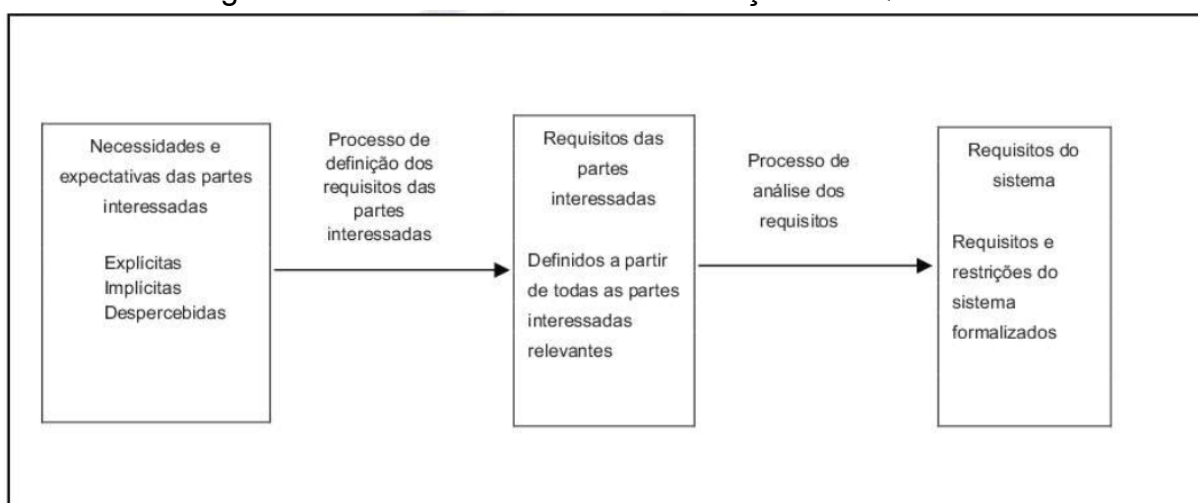 Necessidades e
expectativas das partes
interessadas
Explícitas
Implícitas
Despercebidas
Processo de
definição dos
requisitos das
partes
interessadas
Requisitos das
partes
interessadas
Definidos a partir
de todas as partes
interessadas
relevantes
Processo de
análise dos
requisitos
Requisitos do
sistema
Requisitos e
restrições do
sistema
formalizados